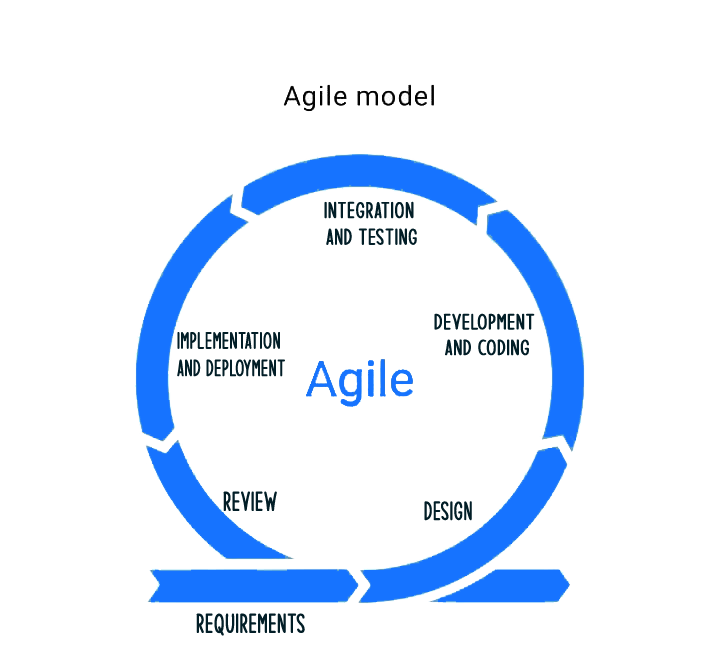 Agile model
INTEGRATION
AND TESTING
DEVELOPMENT
AND CODING
IMPLEMENTATION
AND DEPLOYMENT
Agile
REVIEW
DESIGN
REQUIREMENTS